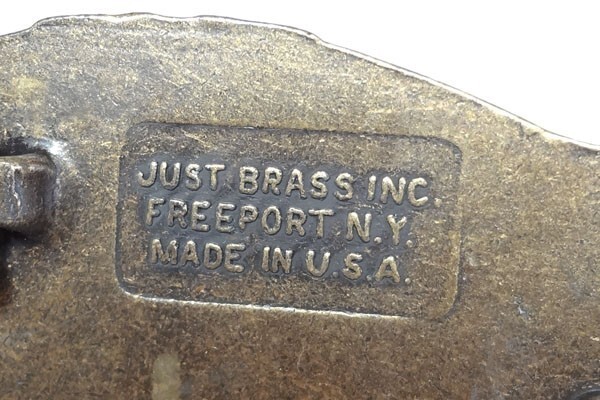 JUST BRASS INC.
FREEPORT N.Y.
MADE IN U.S.A.